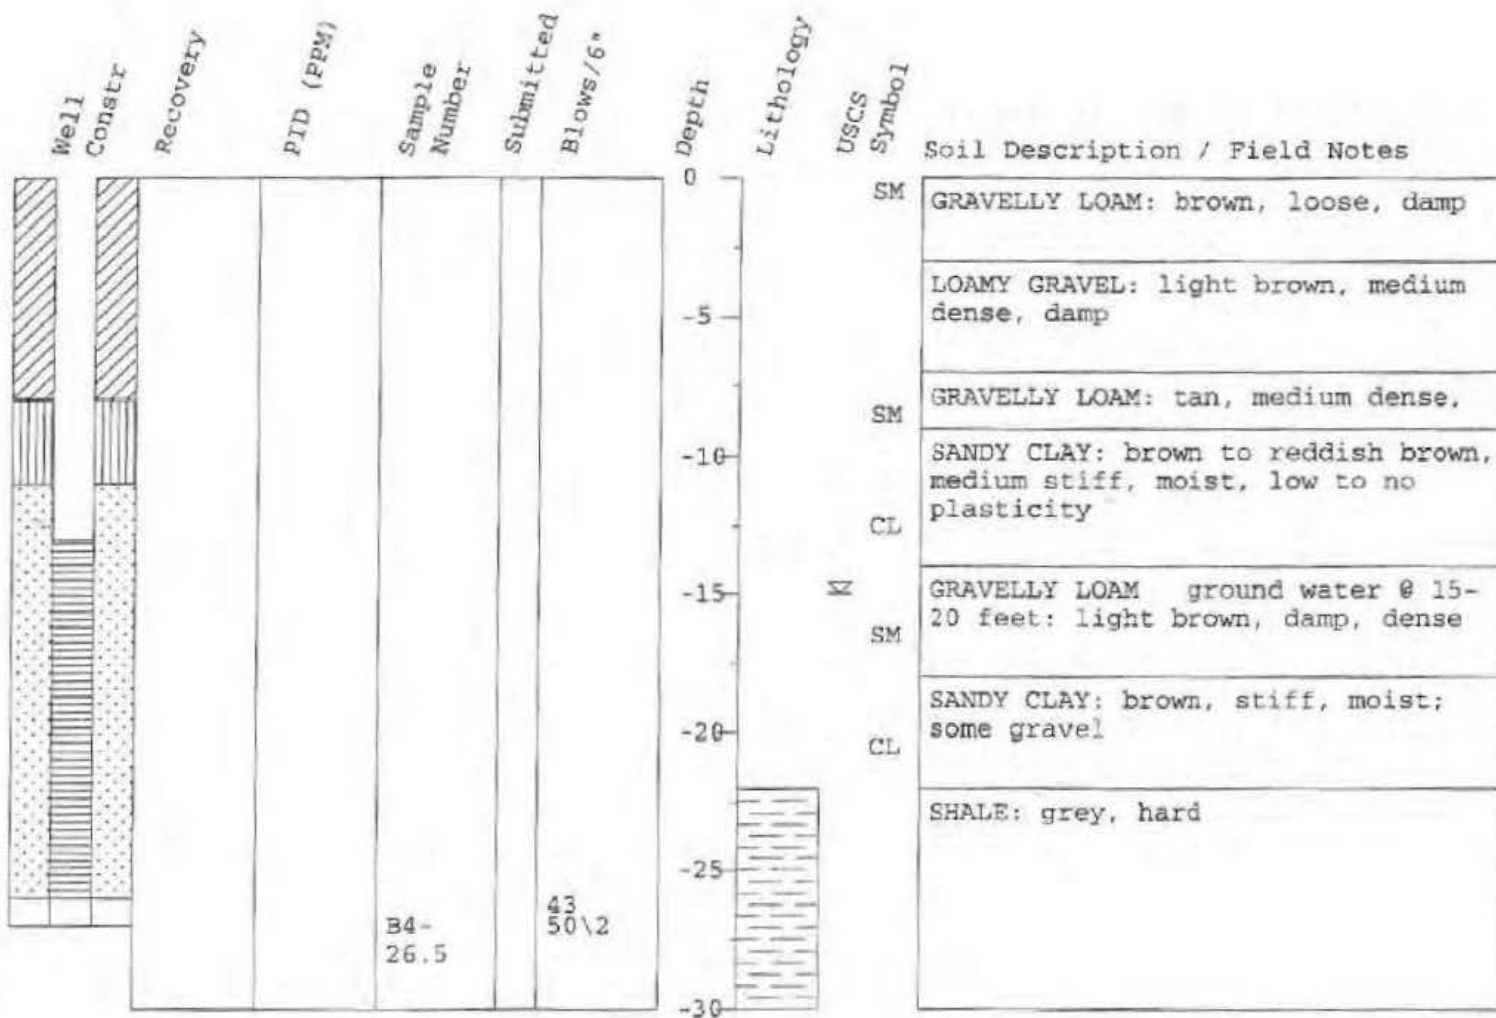 Well
Constr
Recovery
PID (PPM)
Sample
Number
Submitted
Blows/6"
Depth
Lithology
USCS
Symbol
Soil Description / Field Notes
0
SM
GRAVELLY LOAM: brown, loose, damp
LOAMY GRAVEL: light brown, medium
dense, damp
-5
GRAVELLY LOAM: tan, medium dense,
SM
SANDY CLAY: brown to reddish brown,
medium stiff, moist, low to no
plasticity
-10
CL
GRAVELLY LOAM ground water @ 15-
20 feet: light brown, damp, dense
-15
SM
SANDY CLAY: brown, stiff, moist;
some gravel
-20
CL
SHALE: grey, hard
-25
B4-
26.5
43
50\2
-30